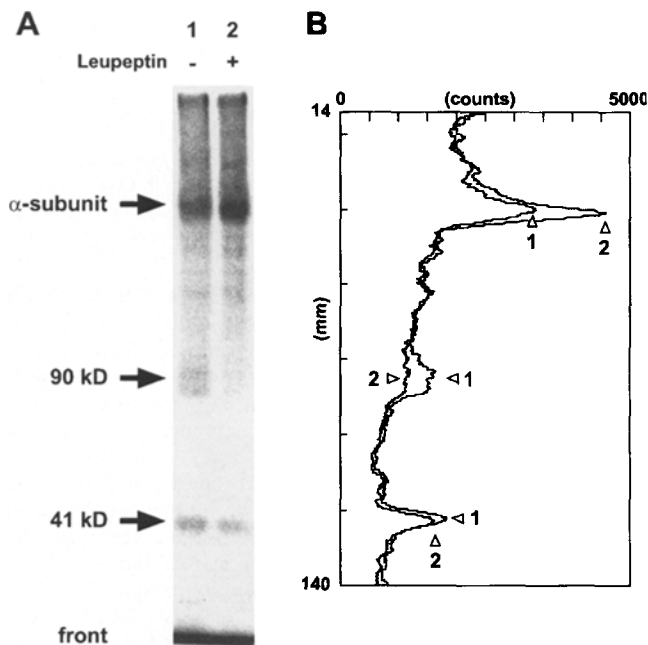 A
1 2
Leupeptin - +
α-subunit
90 kD
41 kD
front
B
0 (counts) 5000
14
(mm)
140
1
2
2 1
1
2